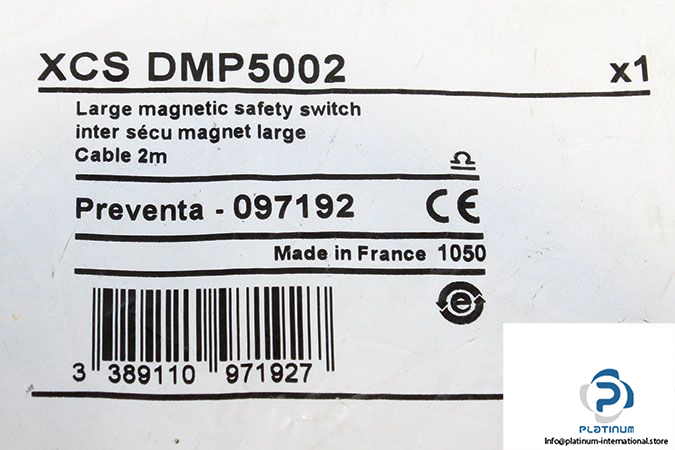 XCS DMP5002 x1
Large magnetic safety switch
inter sécu magnet large
Cable 2m
Preventa - 097192 CE
Made in France 1050
e
3 389110 971927
P
PLATINUM
Info@platinum-international.store